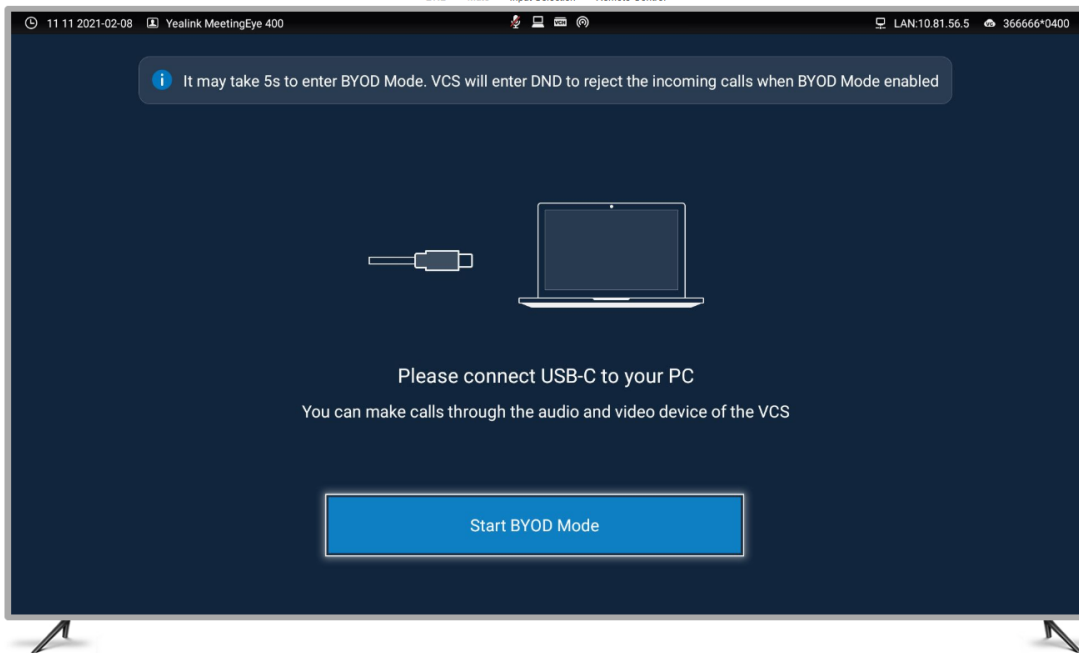 11 11 2021-02-08 Yealink MeetingEye 400 VCH LAN:10.81.56.5 366666*0400
It may take 5s to enter BYOD Mode. VCS will enter DND to reject the incoming calls when BYOD Mode enabled
Please connect USB-C to your PC
You can make calls through the audio and video device of the VCS
Start BYOD Mode